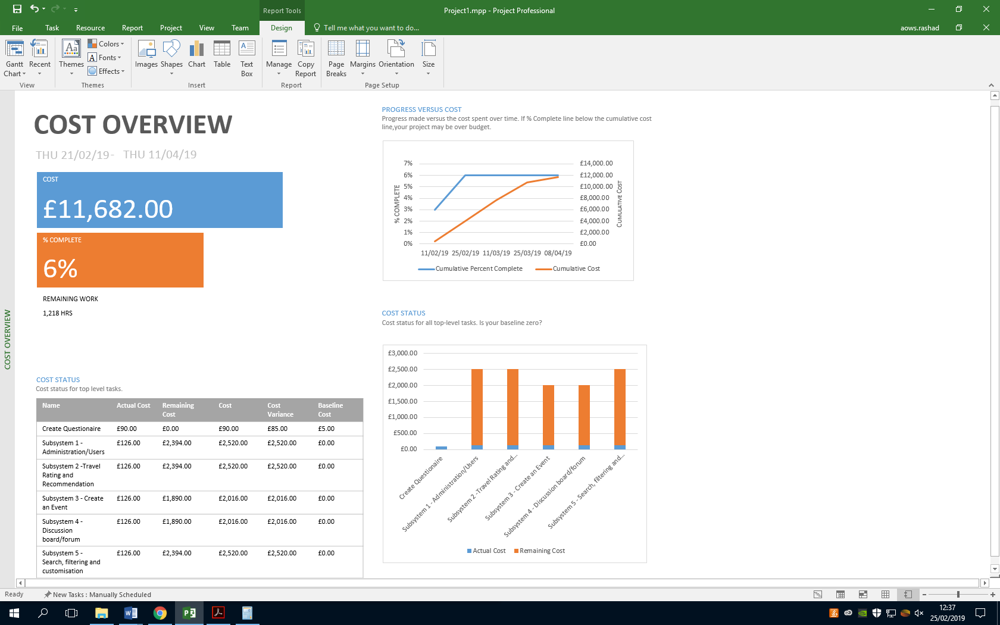 Report Tools
Project1.mpp - Project Professional
File Task Resource Report Project View Team Design Tell me what you want to do... aows.rashad
Gantt Chart Recent Themes Colors Fonts Effects Images Shapes Chart Table Text Box Manage Copy Report Page Breaks Margins Orientation Size
View Themes Insert Report Page Setup
COST OVERVIEW
COST OVERVIEW
THU 21/02/19 - THU 11/04/19
COST
£11,682.00
% COMPLETE
6%
REMAINING WORK
1,218 HRS
COST STATUS
Cost status for top level tasks.
Name Actual Cost Remaining Cost Cost Cost Variance Baseline Cost
Create Questionaire £90.00 £0.00 £90.00 £85.00 £5.00
Subsystem 1 - £126.00 £2,394.00 £2,520.00 £2,520.00 £0.00
Administration/Users
Subsystem 2 -Travel £126.00 £2,394.00 £2,520.00 £2,520.00 £0.00
Rating and
Recommendation
Subsystem 3 - Create £126.00 £1,890.00 £2,016.00 £2,016.00 £0.00
an Event
Subsystem 4 - £126.00 £1,890.00 £2,016.00 £2,016.00 £0.00
Discussion
board/forum
Subsystem 5 - £126.00 £2,394.00 £2,520.00 £2,520.00 £0.00
Search, filtering and
customisation
PROGRESS VERSUS COST
Progress made versus the cost spent over time. If % Complete line below the cumulative cost
line,your project may be over budget.
% COMPLETE
7% £14,000.00
6% £12,000.00
5% £10,000.00
4% £8,000.00
3% £6,000.00
2% £4,000.00
1% £2,000.00
0% £0.00
CUMULATIVE COST
11/02/19 25/02/19 11/03/19 25/03/19 08/04/19
Cumulative Percent Complete Cumulative Cost
COST STATUS
Cost status for all top-level tasks. Is your baseline zero?
£3,000.00
£2,500.00
£2,000.00
£1,500.00
£1,000.00
£500.00
£0.00
Create Questionaire
Subsystem 1 - Administration/Users
Subsystem 2 -Travel Rating and...
Subsystem 3 - Create an Event
Subsystem 4 - Discussion board/forum
Subsystem 5 - Search, filtering and...
Actual Cost Remaining Cost
Ready New Tasks : Manually Scheduled
12:37
25/02/2019